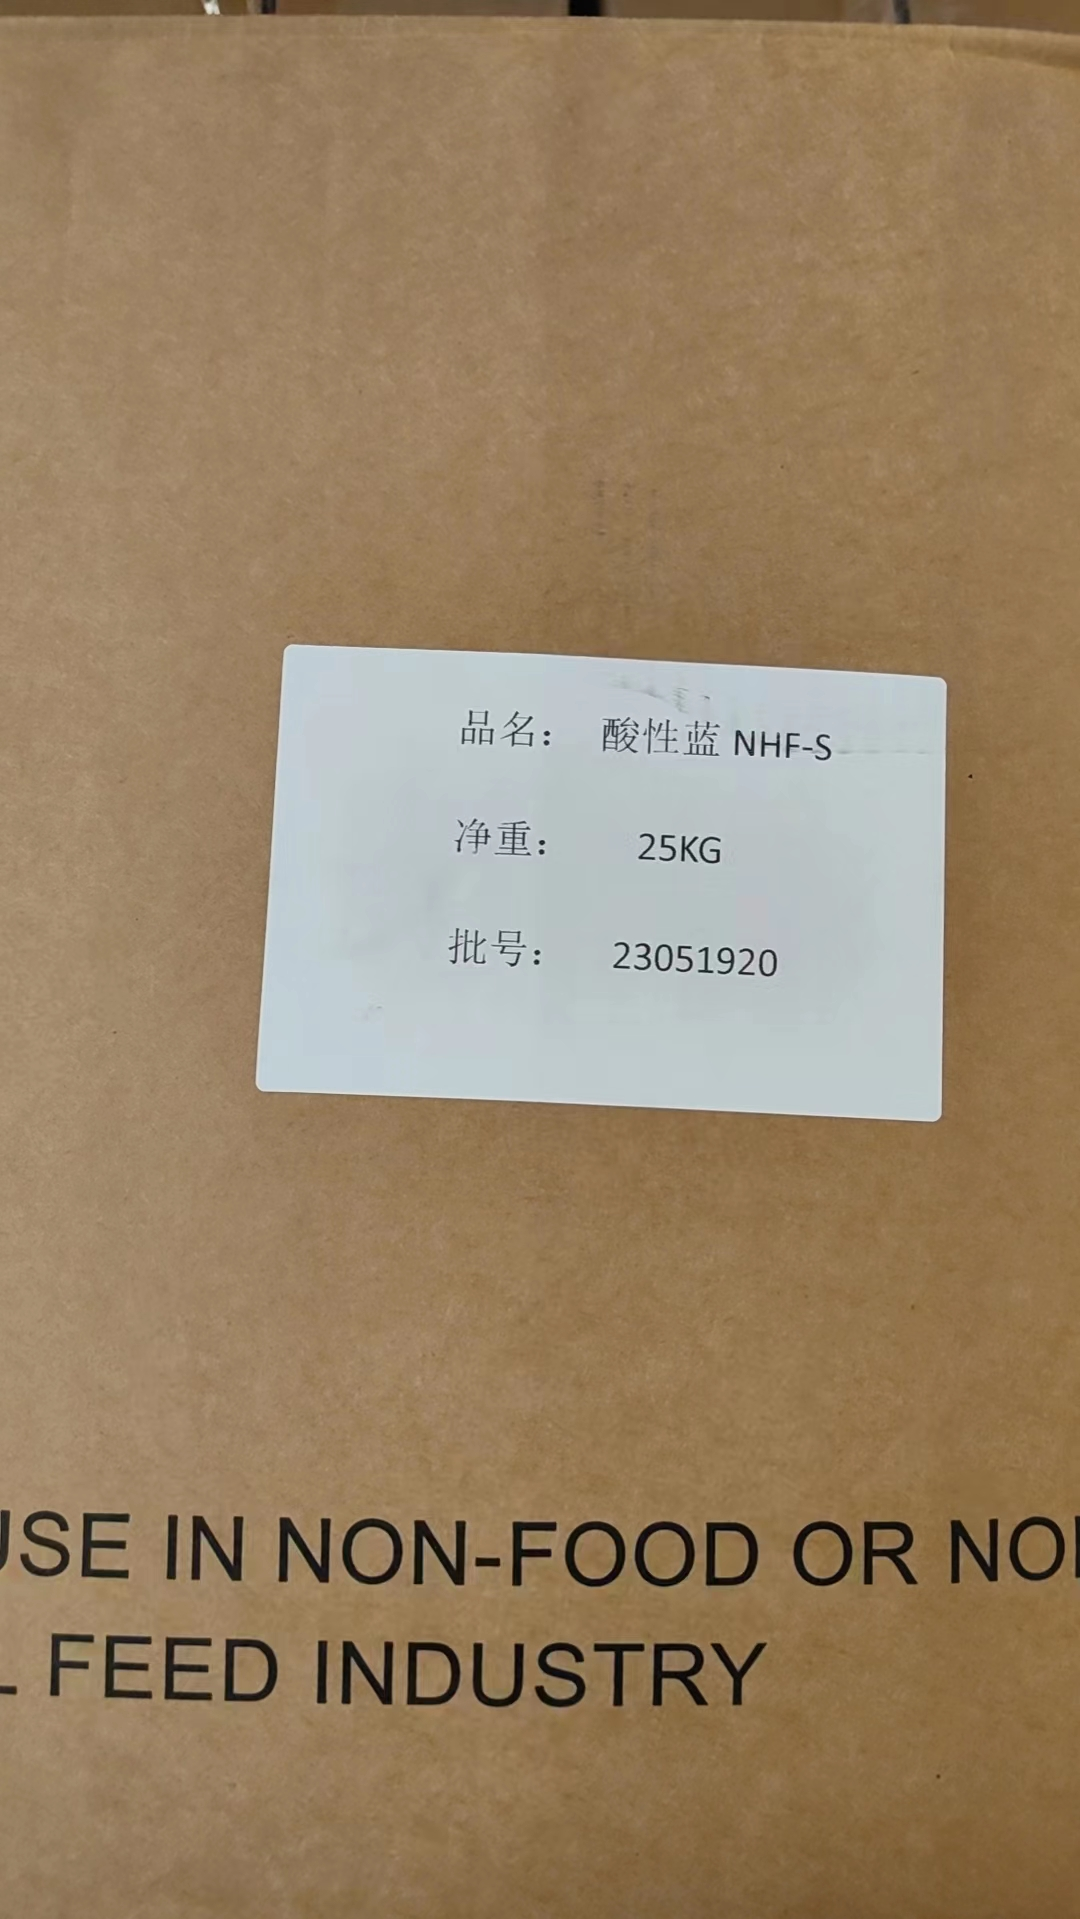 品名： 酸性蓝 NHF-S
净重： 25KG
批号： 23051920
USE IN NON-FOOD OR
FEED INDUSTRY